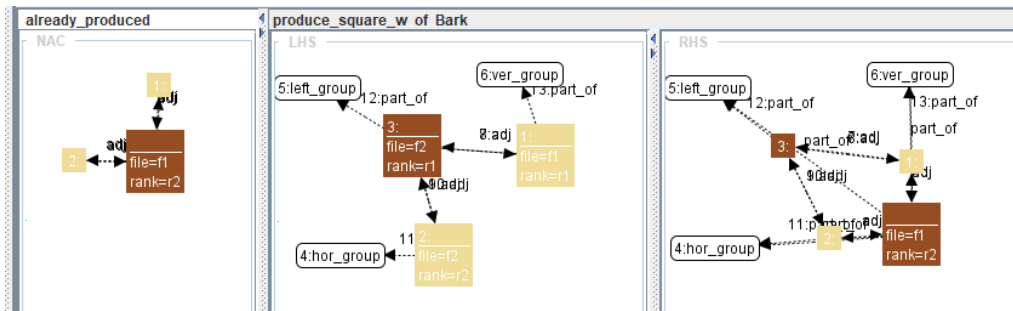 already_produced
produce_square_w of Bark
NAC
1:
adj
adj
2:
file=f1
rank=r2
LHS
5:left_group
6:ver_group
12:part_of
13:part_of
3:
file=f2
rank=r1
8:adj
1:
file=f1
rank=r1
2:
file=f2
rank=r2
11
4:hor_group
RHS
5:left_group
6:ver_group
12:part_of
13:part_of
part_of
3:
part_of
1:
adj
adj
2:
file=f1
rank=r2
4:hor_group